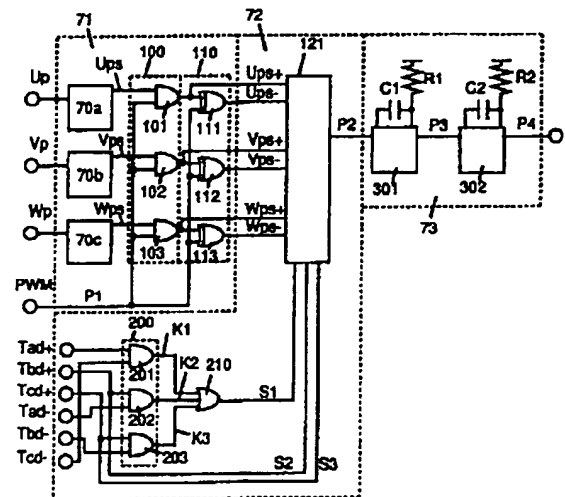 71
72
121
73
Up
Ups
100
110
Ups+
Ups-
70a
101
111
Vp
Vps
Vps+
Vps-
70b
102
112
Wp
Wps
Wps+
Wps-
70c
103
113
PWM
P1
P2
C1
R1
P3
C2
R2
P4
301
302
200
K1
Tad+
Tbd+
Tcd+
Tad-
Tbd-
Tcd-
201
K2
210
202
K3
203
S1
S2
S3